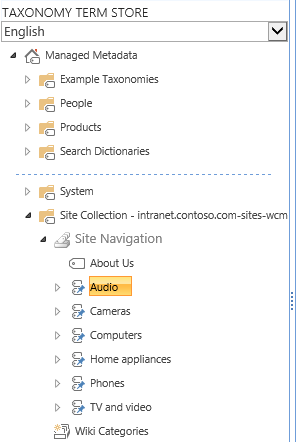 TAXONOMY TERM STORE
English
Managed Metadata
Example Taxonomies
People
Products
Search Dictionaries
System
Site Collection - intranet.contoso.com-sites-wcm
Site Navigation
About Us
Audio
Cameras
Computers
Home appliances
Phones
TV and video
Wiki Categories